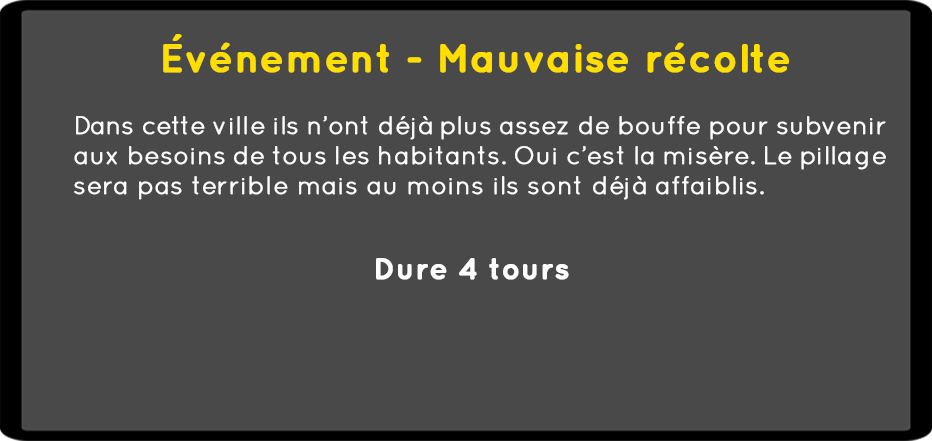 Événement - Mauvaise récolte
Dans cette ville ils n’ont déjà plus assez de bouffe pour subvenir
aux besoins de tous les habitants. Oui c’est la misère. Le pillage
sera pas terrible mais au moins ils sont déjà affaiblis.
Dure 4 tours